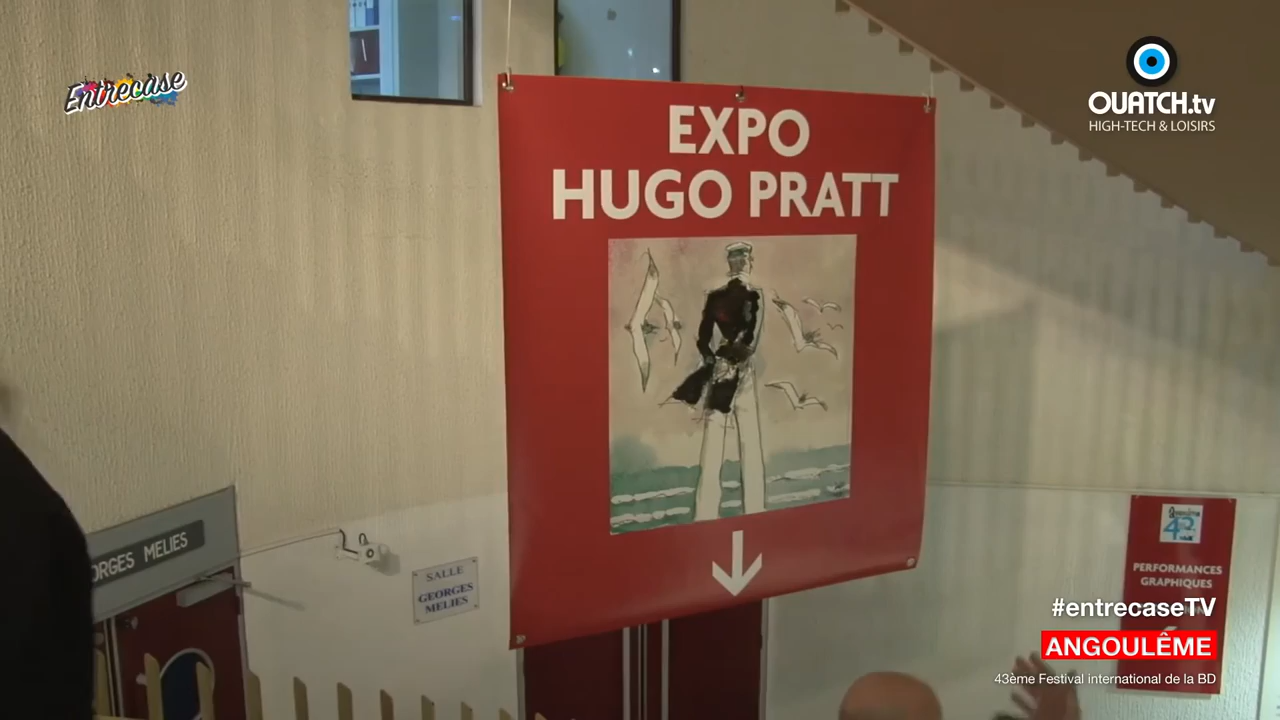 Entrecase
OUATCH.tv
HIGH-TECH & LOISIRS
EXPO
HUGO PRATT
ORGES MELIES
SALLE
GEORGES
MELIES
PERFORMANCES
GRAPHIQUES
#entrecaseTV
ANGOULÊME
43ème Festival international de la BD